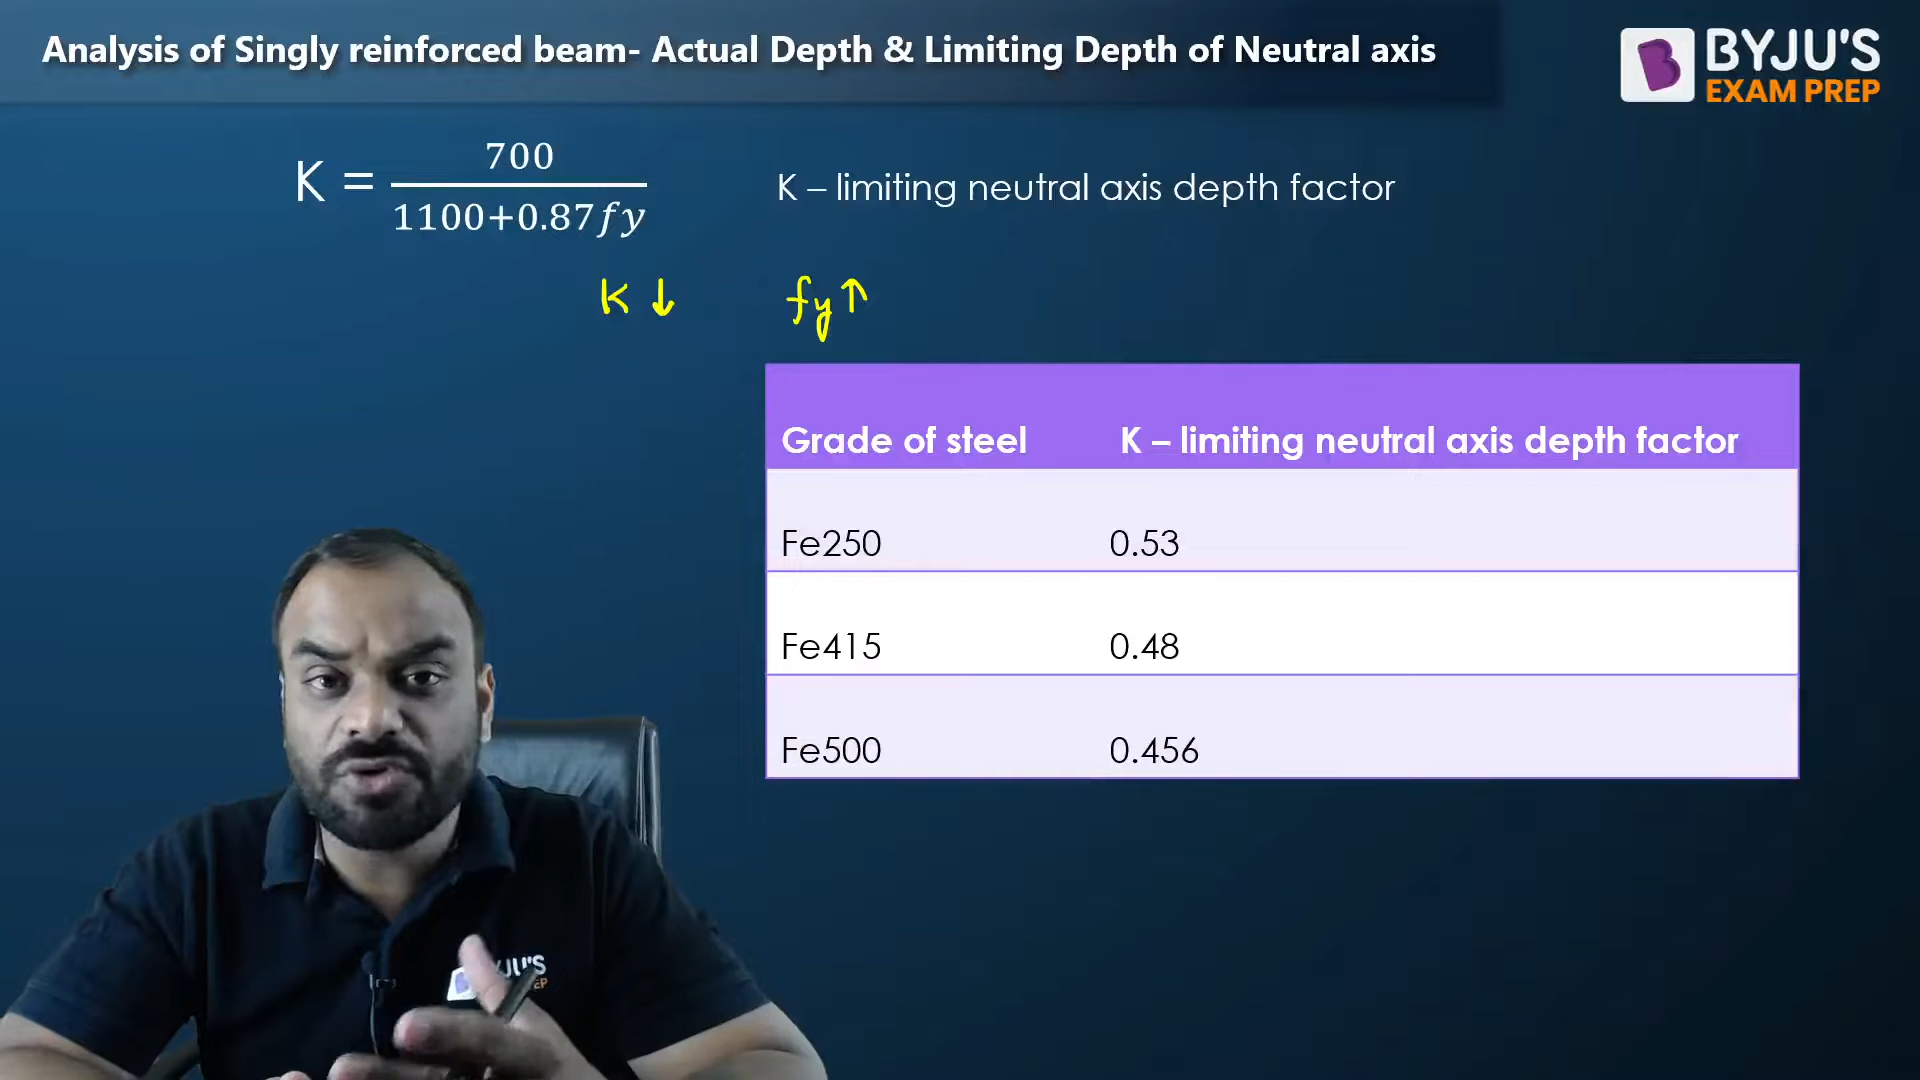 Analysis of Singly reinforced beam- Actual Depth & Limiting Depth of Neutral axis
BYJU'S
EXAM PREP
K = 700 / 1100+0.87fy
K – limiting neutral axis depth factor
K ↓ fy ↑
Grade of steel K – limiting neutral axis depth factor
Fe250 0.53
Fe415 0.48
Fe500 0.456